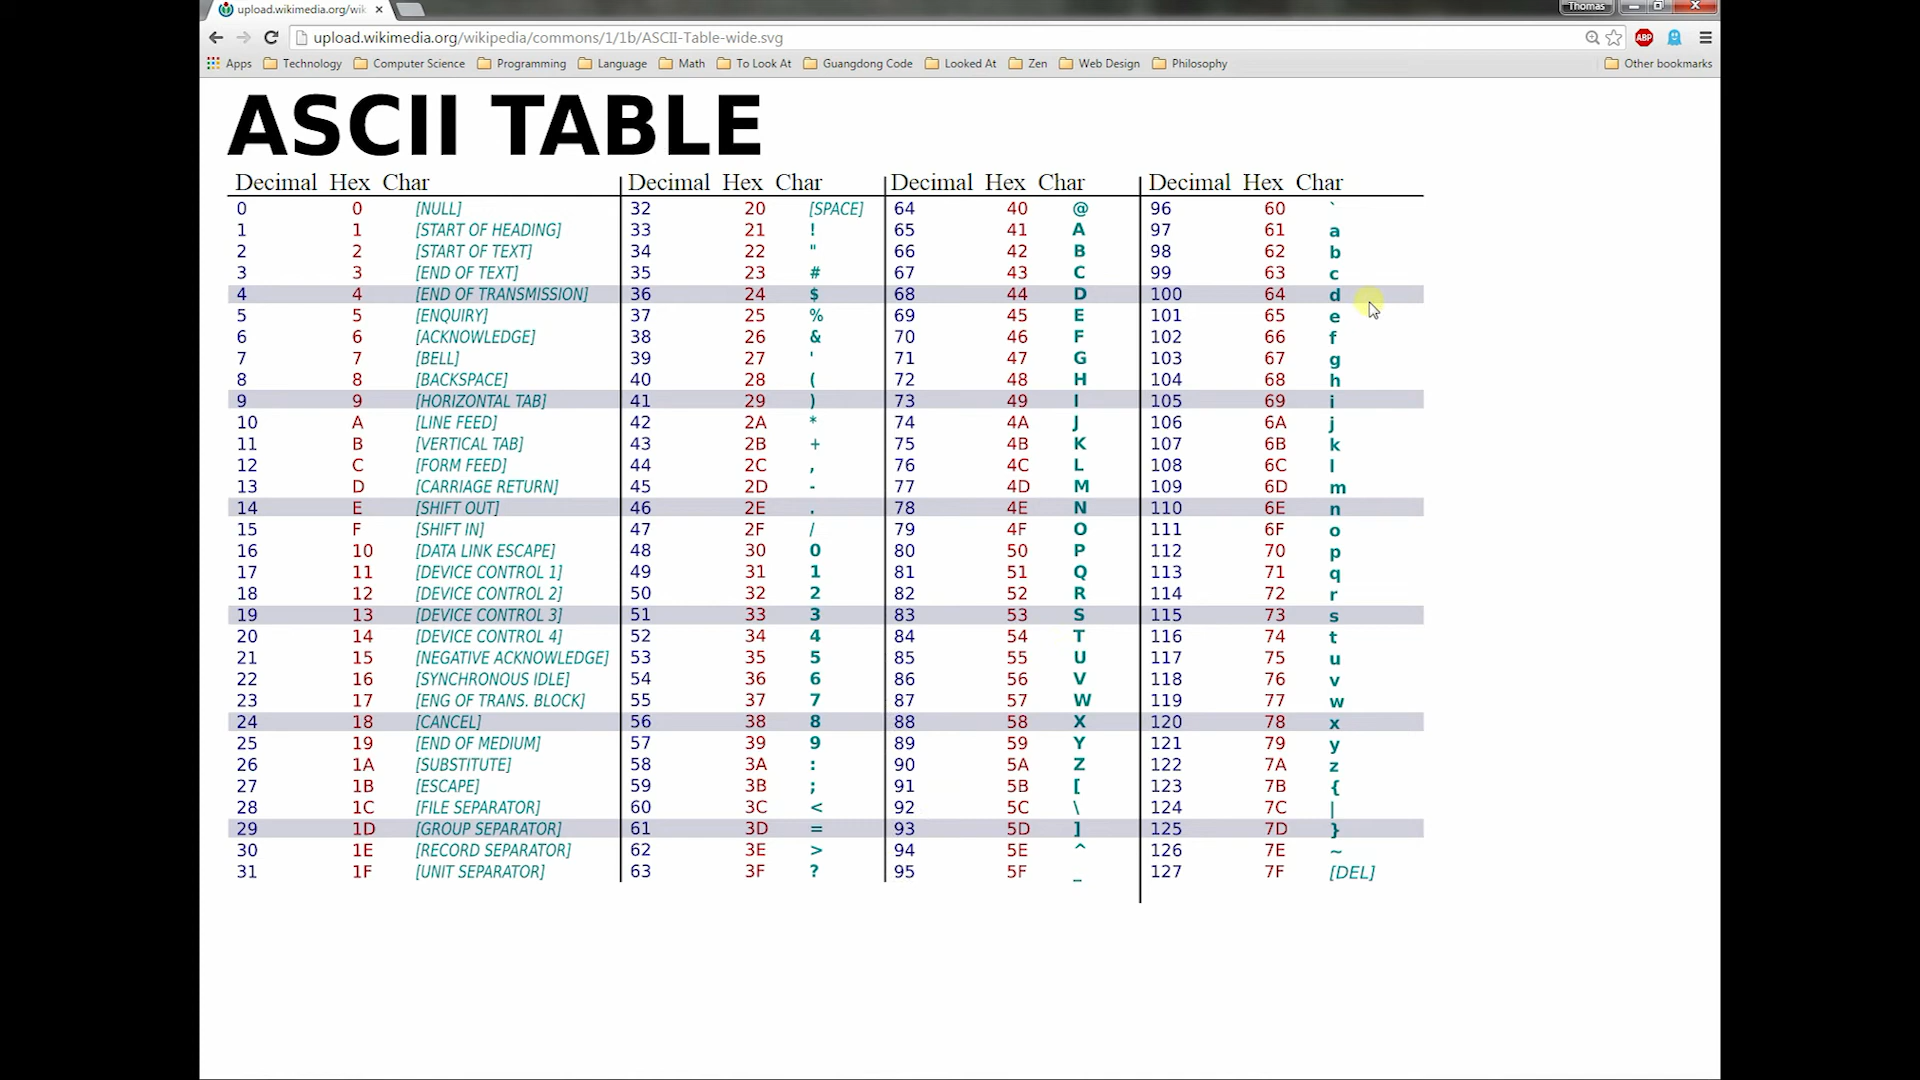 upload.wikimedia.org/wik
Thomas
upload.wikimedia.org/wikipedia/commons/1/1b/ASCII-Table-wide.svg
ABP
Apps Technology Computer Science Programming Language Math To Look At Guangdong Code Looked At Zen Web Design Philosophy Other bookmarks
ASCII TABLE
Decimal Hex Char Decimal Hex Char Decimal Hex Char Decimal Hex Char
0 0 [NULL] 32 20 [SPACE] 64 40 @ 96 60 `
1 1 [START OF HEADING] 33 21 ! 65 41 A 97 61 a
2 2 [START OF TEXT] 34 22 " 66 42 B 98 62 b
3 3 [END OF TEXT] 35 23 # 67 43 C 99 63 c
4 4 [END OF TRANSMISSION] 36 24 $ 68 44 D 100 64 d
5 5 [ENQUIRY] 37 25 % 69 45 E 101 65 e
6 6 [ACKNOWLEDGE] 38 26 & 70 46 F 102 66 f
7 7 [BELL] 39 27 ' 71 47 G 103 67 g
8 8 [BACKSPACE] 40 28 ( 72 48 H 104 68 h
9 9 [HORIZONTAL TAB] 41 29 ) 73 49 I 105 69 i
10 A [LINE FEED] 42 2A * 74 4A J 106 6A j
11 B [VERTICAL TAB] 43 2B + 75 4B K 107 6B k
12 C [FORM FEED] 44 2C , 76 4C L 108 6C l
13 D [CARRIAGE RETURN] 45 2D - 77 4D M 109 6D m
14 E [SHIFT OUT] 46 2E . 78 4E N 110 6E n
15 F [SHIFT IN] 47 2F / 79 4F O 111 6F o
16 10 [DATA LINK ESCAPE] 48 30 0 80 50 P 112 70 p
17 11 [DEVICE CONTROL 1] 49 31 1 81 51 Q 113 71 q
18 12 [DEVICE CONTROL 2] 50 32 2 82 52 R 114 72 r
19 13 [DEVICE CONTROL 3] 51 33 3 83 53 S 115 73 s
20 14 [DEVICE CONTROL 4] 52 34 4 84 54 T 116 74 t
21 15 [NEGATIVE ACKNOWLEDGE] 53 35 5 85 55 U 117 75 u
22 16 [SYNCHRONOUS IDLE] 54 36 6 86 56 V 118 76 v
23 17 [ENG OF TRANS. BLOCK] 55 37 7 87 57 W 119 77 w
24 18 [CANCEL] 56 38 8 88 58 X 120 78 x
25 19 [END OF MEDIUM] 57 39 9 89 59 Y 121 79 y
26 1A [SUBSTITUTE] 58 3A : 90 5A Z 122 7A z
27 1B [ESCAPE] 59 3B ; 91 5B [ 123 7B {
28 1C [FILE SEPARATOR] 60 3C < 92 5C \ 124 7C |
29 1D [GROUP SEPARATOR] 61 3D = 93 5D ] 125 7D }
30 1E [RECORD SEPARATOR] 62 3E > 94 5E ^ 126 7E ~
31 1F [UNIT SEPARATOR] 63 3F ? 95 5F _ 127 7F [DEL]